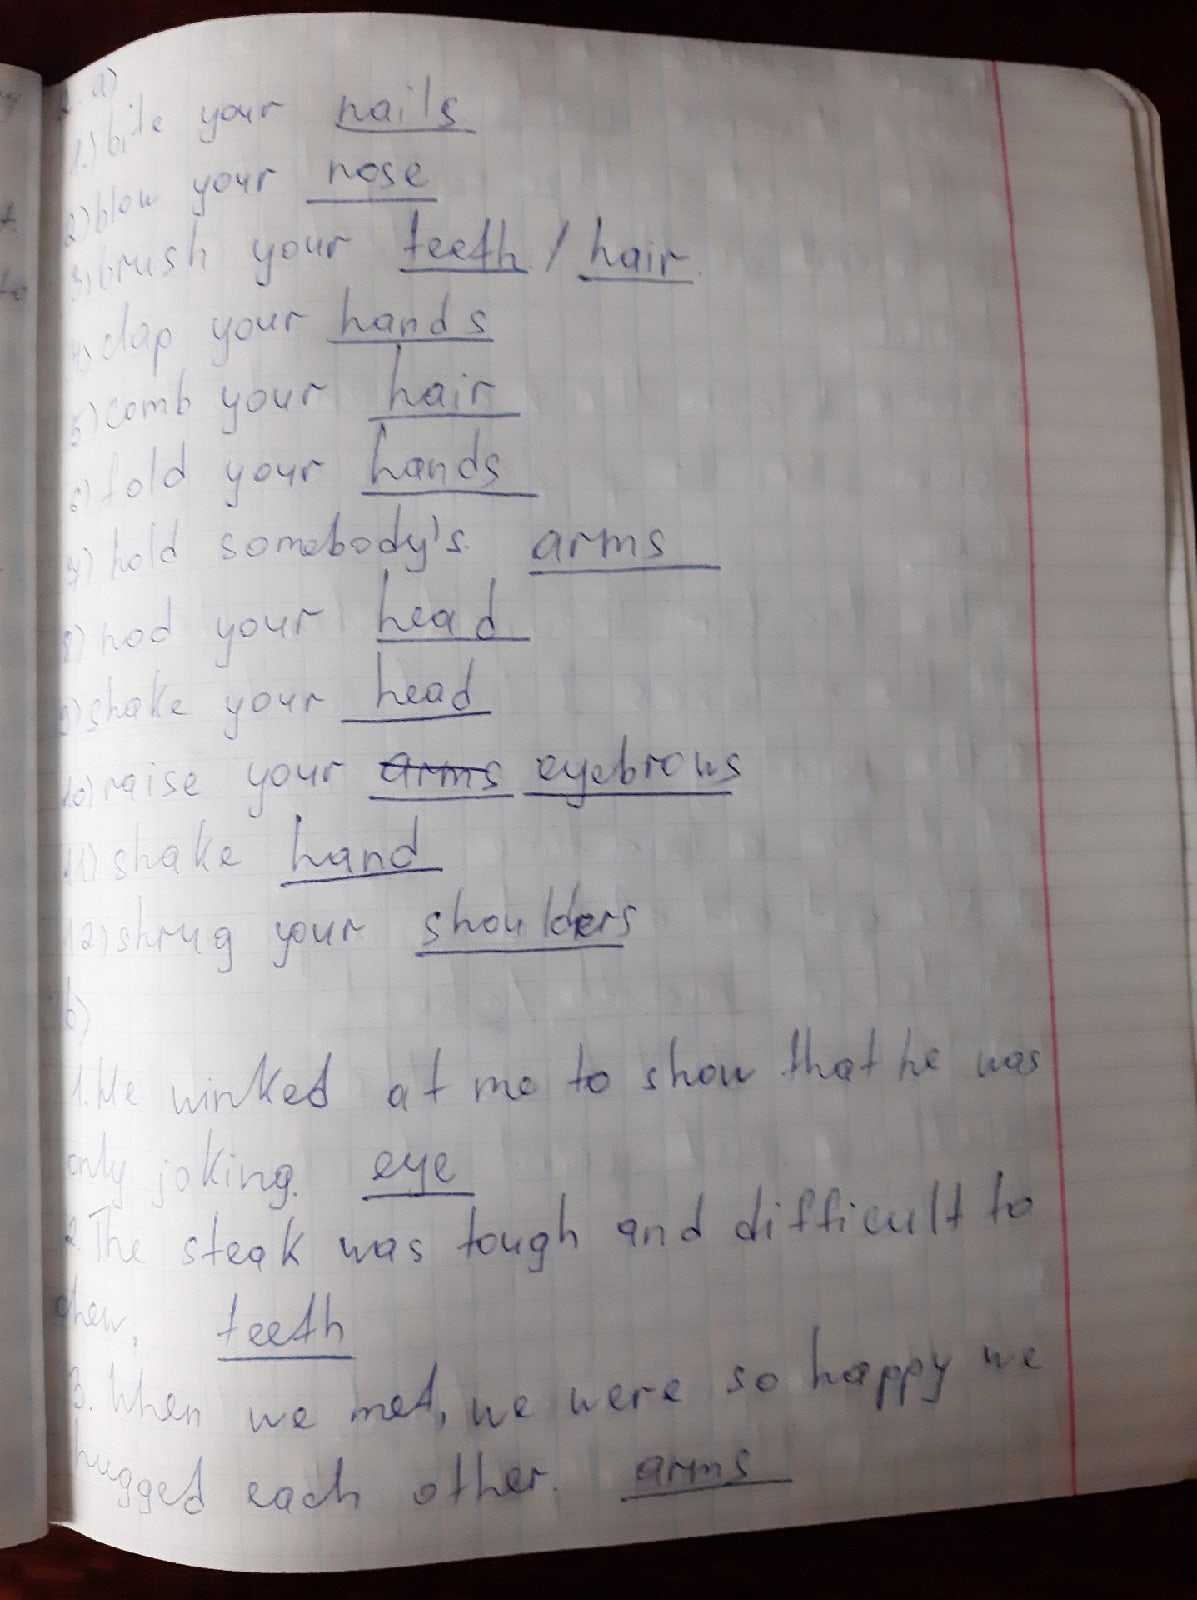 2. a)
1.) bite your nails
2) blow your nose
3) brush your teeth / hair
4) clap your hands
5) comb your hair
6) fold your hands
7) hold somebody's arms
8) nod your head
9) shake your head
10) raise your arms eyebrows
11) shake hand
12) shrug your shoulders
b)
1. He winked at me to show that he was
only joking. eye
2. The steak was tough and difficult to
chew, teeth
3. When we met, we were so happy we
hugged each other. arms